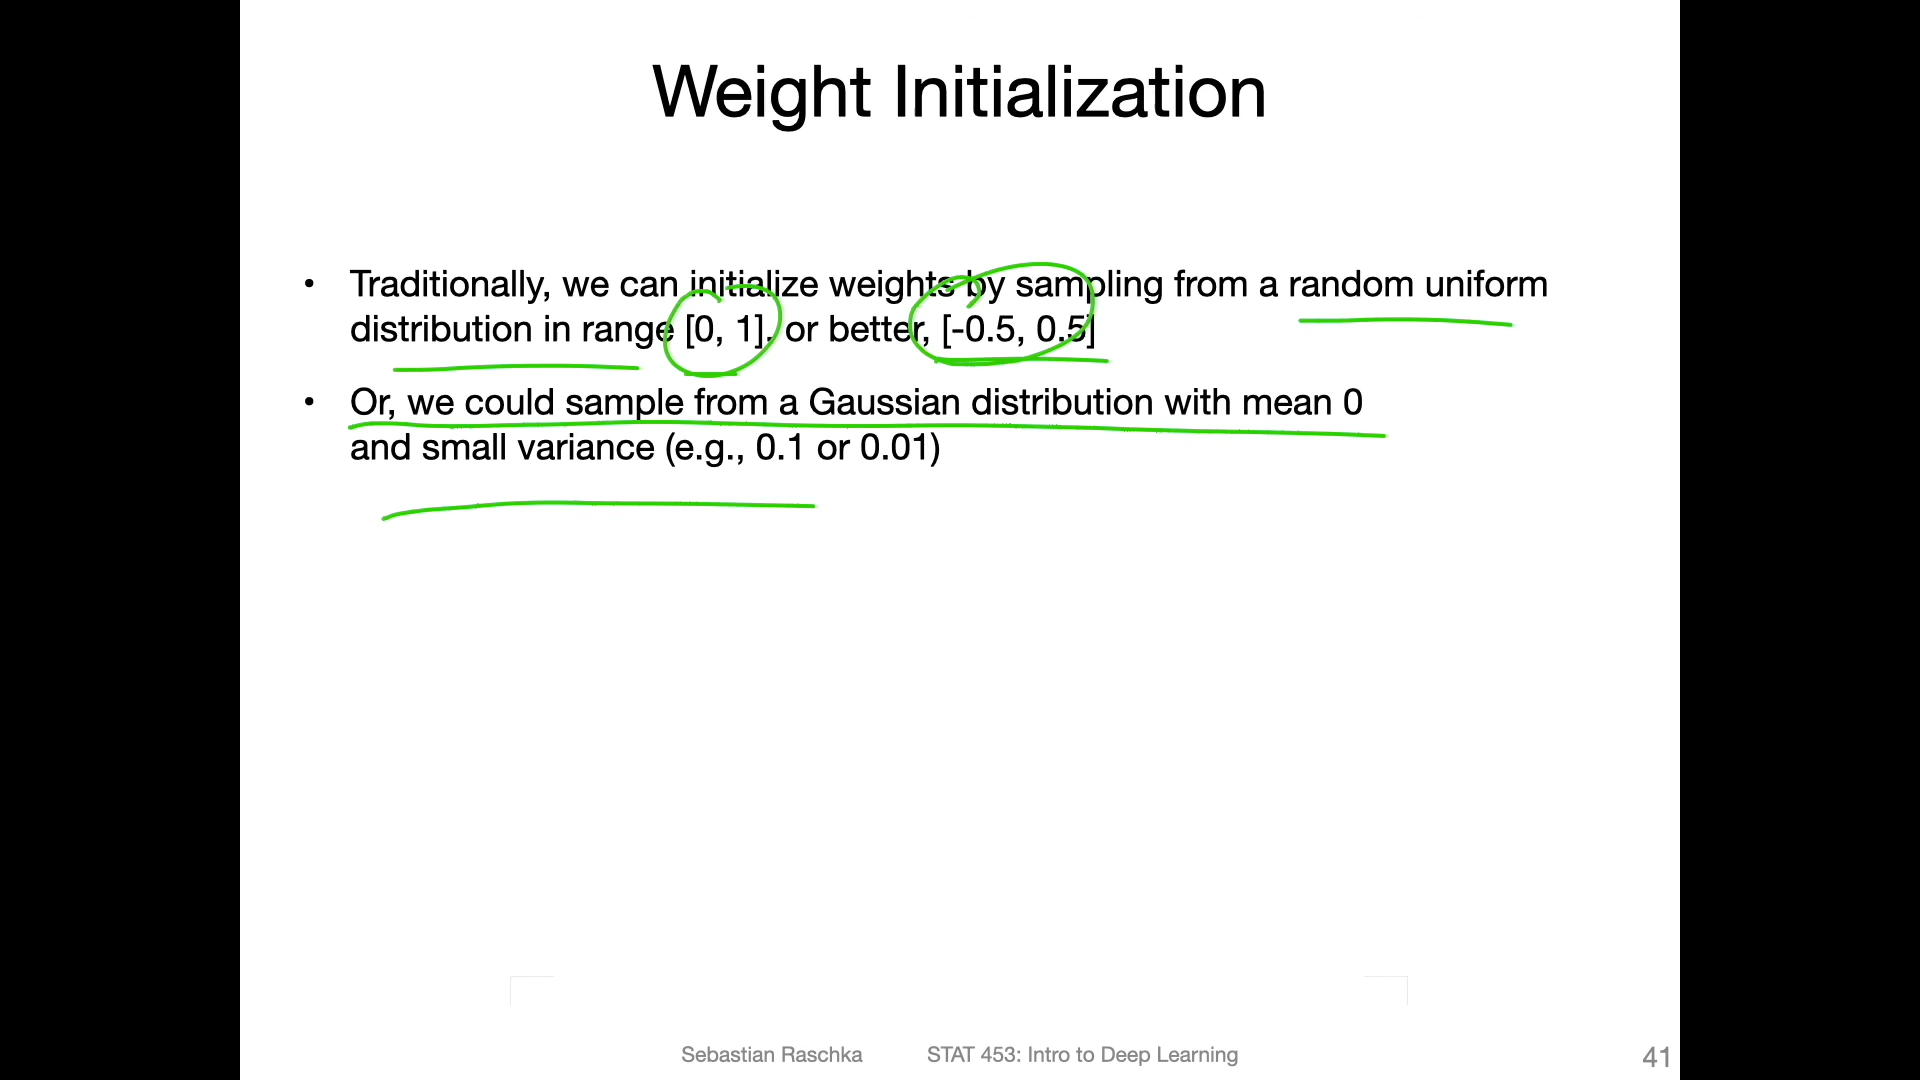 Weight Initialization
• Traditionally, we can initialize weights by sampling from a random uniform
distribution in range [0, 1], or better, [-0.5, 0.5]
• Or, we could sample from a Gaussian distribution with mean 0
and small variance (e.g., 0.1 or 0.01)
Sebastian Raschka STAT 453: Intro to Deep Learning 41